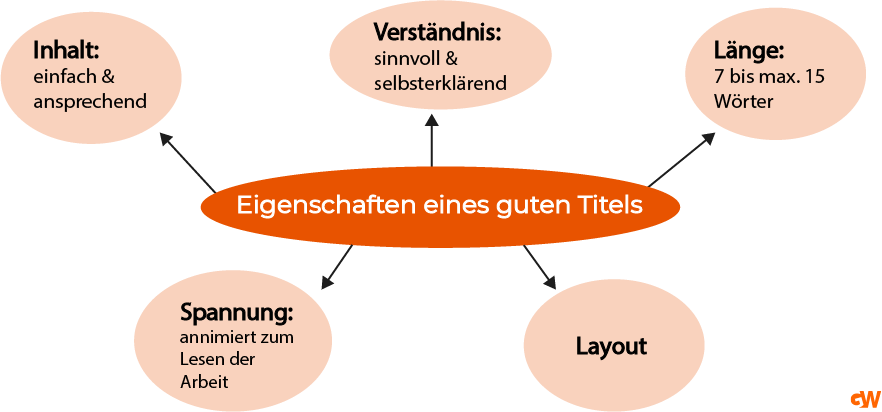 Inhalt:
einfach &
ansprechend
Verständnis:
sinnvoll &
selbsterklärend
Länge:
7 bis max. 15
Wörter
Eigenschaften eines guten Titels
Spannung:
annimiert zum
Lesen der
Arbeit
Layout
GW